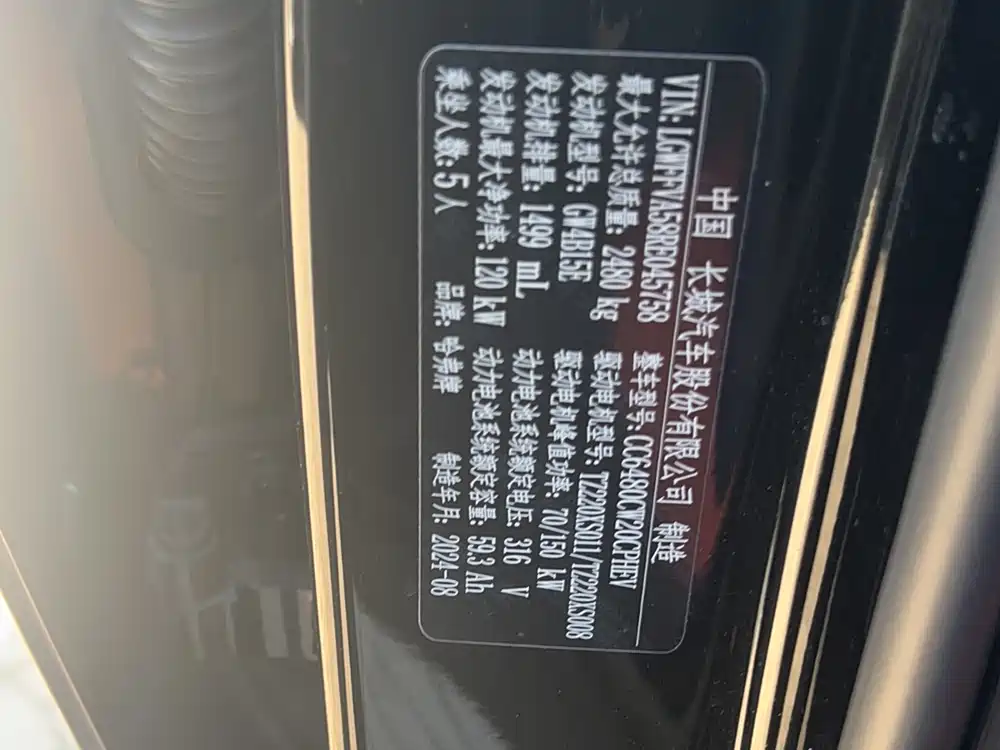 中国 长城汽车股份有限公司 制造
VIN: LGWFFVA58RE045758 整车型号: CC6480CW20CPHEV
最大允许总质量: 2480 kg 驱动电机型号: TZ220XS011/TZ220XS008
发动机型号: GW4B15E 驱动电机峰值功率: 70/150 kW
发动机排量: 1499 mL 动力电池系统额定电压: 316 V
发动机最大净功率: 120 kW 动力电池系统额定容量: 59.3 Ah
乘坐人数: 5人 品牌: 哈弗牌 制造年月: 2024-08